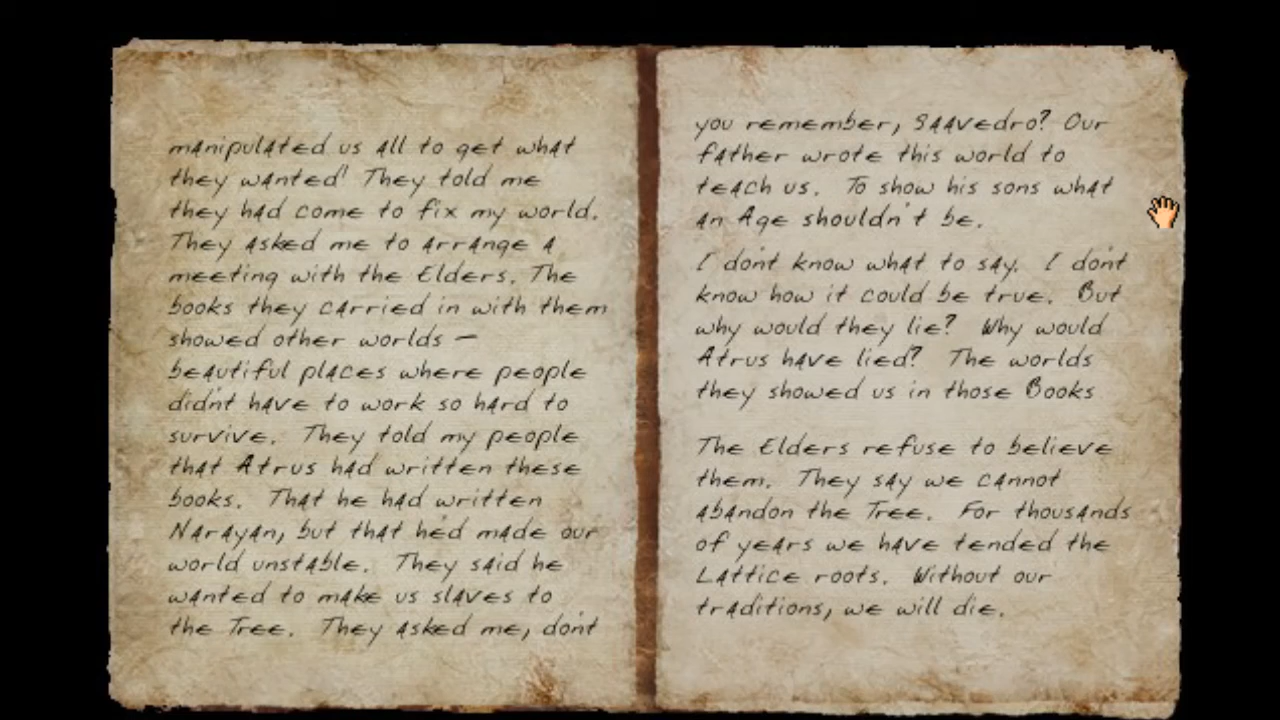 manipulated us all to get what
they wanted! They told me
they had come to fix my world.
They asked me to arrange a
meeting with the Elders. The
books they carried in with them
showed other worlds —
beautiful places where people
didn't have to work so hard to
survive. They told my people
that Atrus had written these
books. That he had written
Narayan, but that he'd made our
world unstable. They said he
wanted to make us slaves to
the Tree. They asked me, don't
you remember, Saavedro? Our
father wrote this world to
teach us. To show his sons what
an Age shouldn't be.
I don't know what to say. I don't
know how it could be true. But
why would they lie? Why would
Atrus have lied? The worlds
they showed us in those Books
The Elders refuse to believe
them. They say we cannot
abandon the Tree. For thousands
of years we have tended the
Lattice roots. Without our
traditions, we will die.